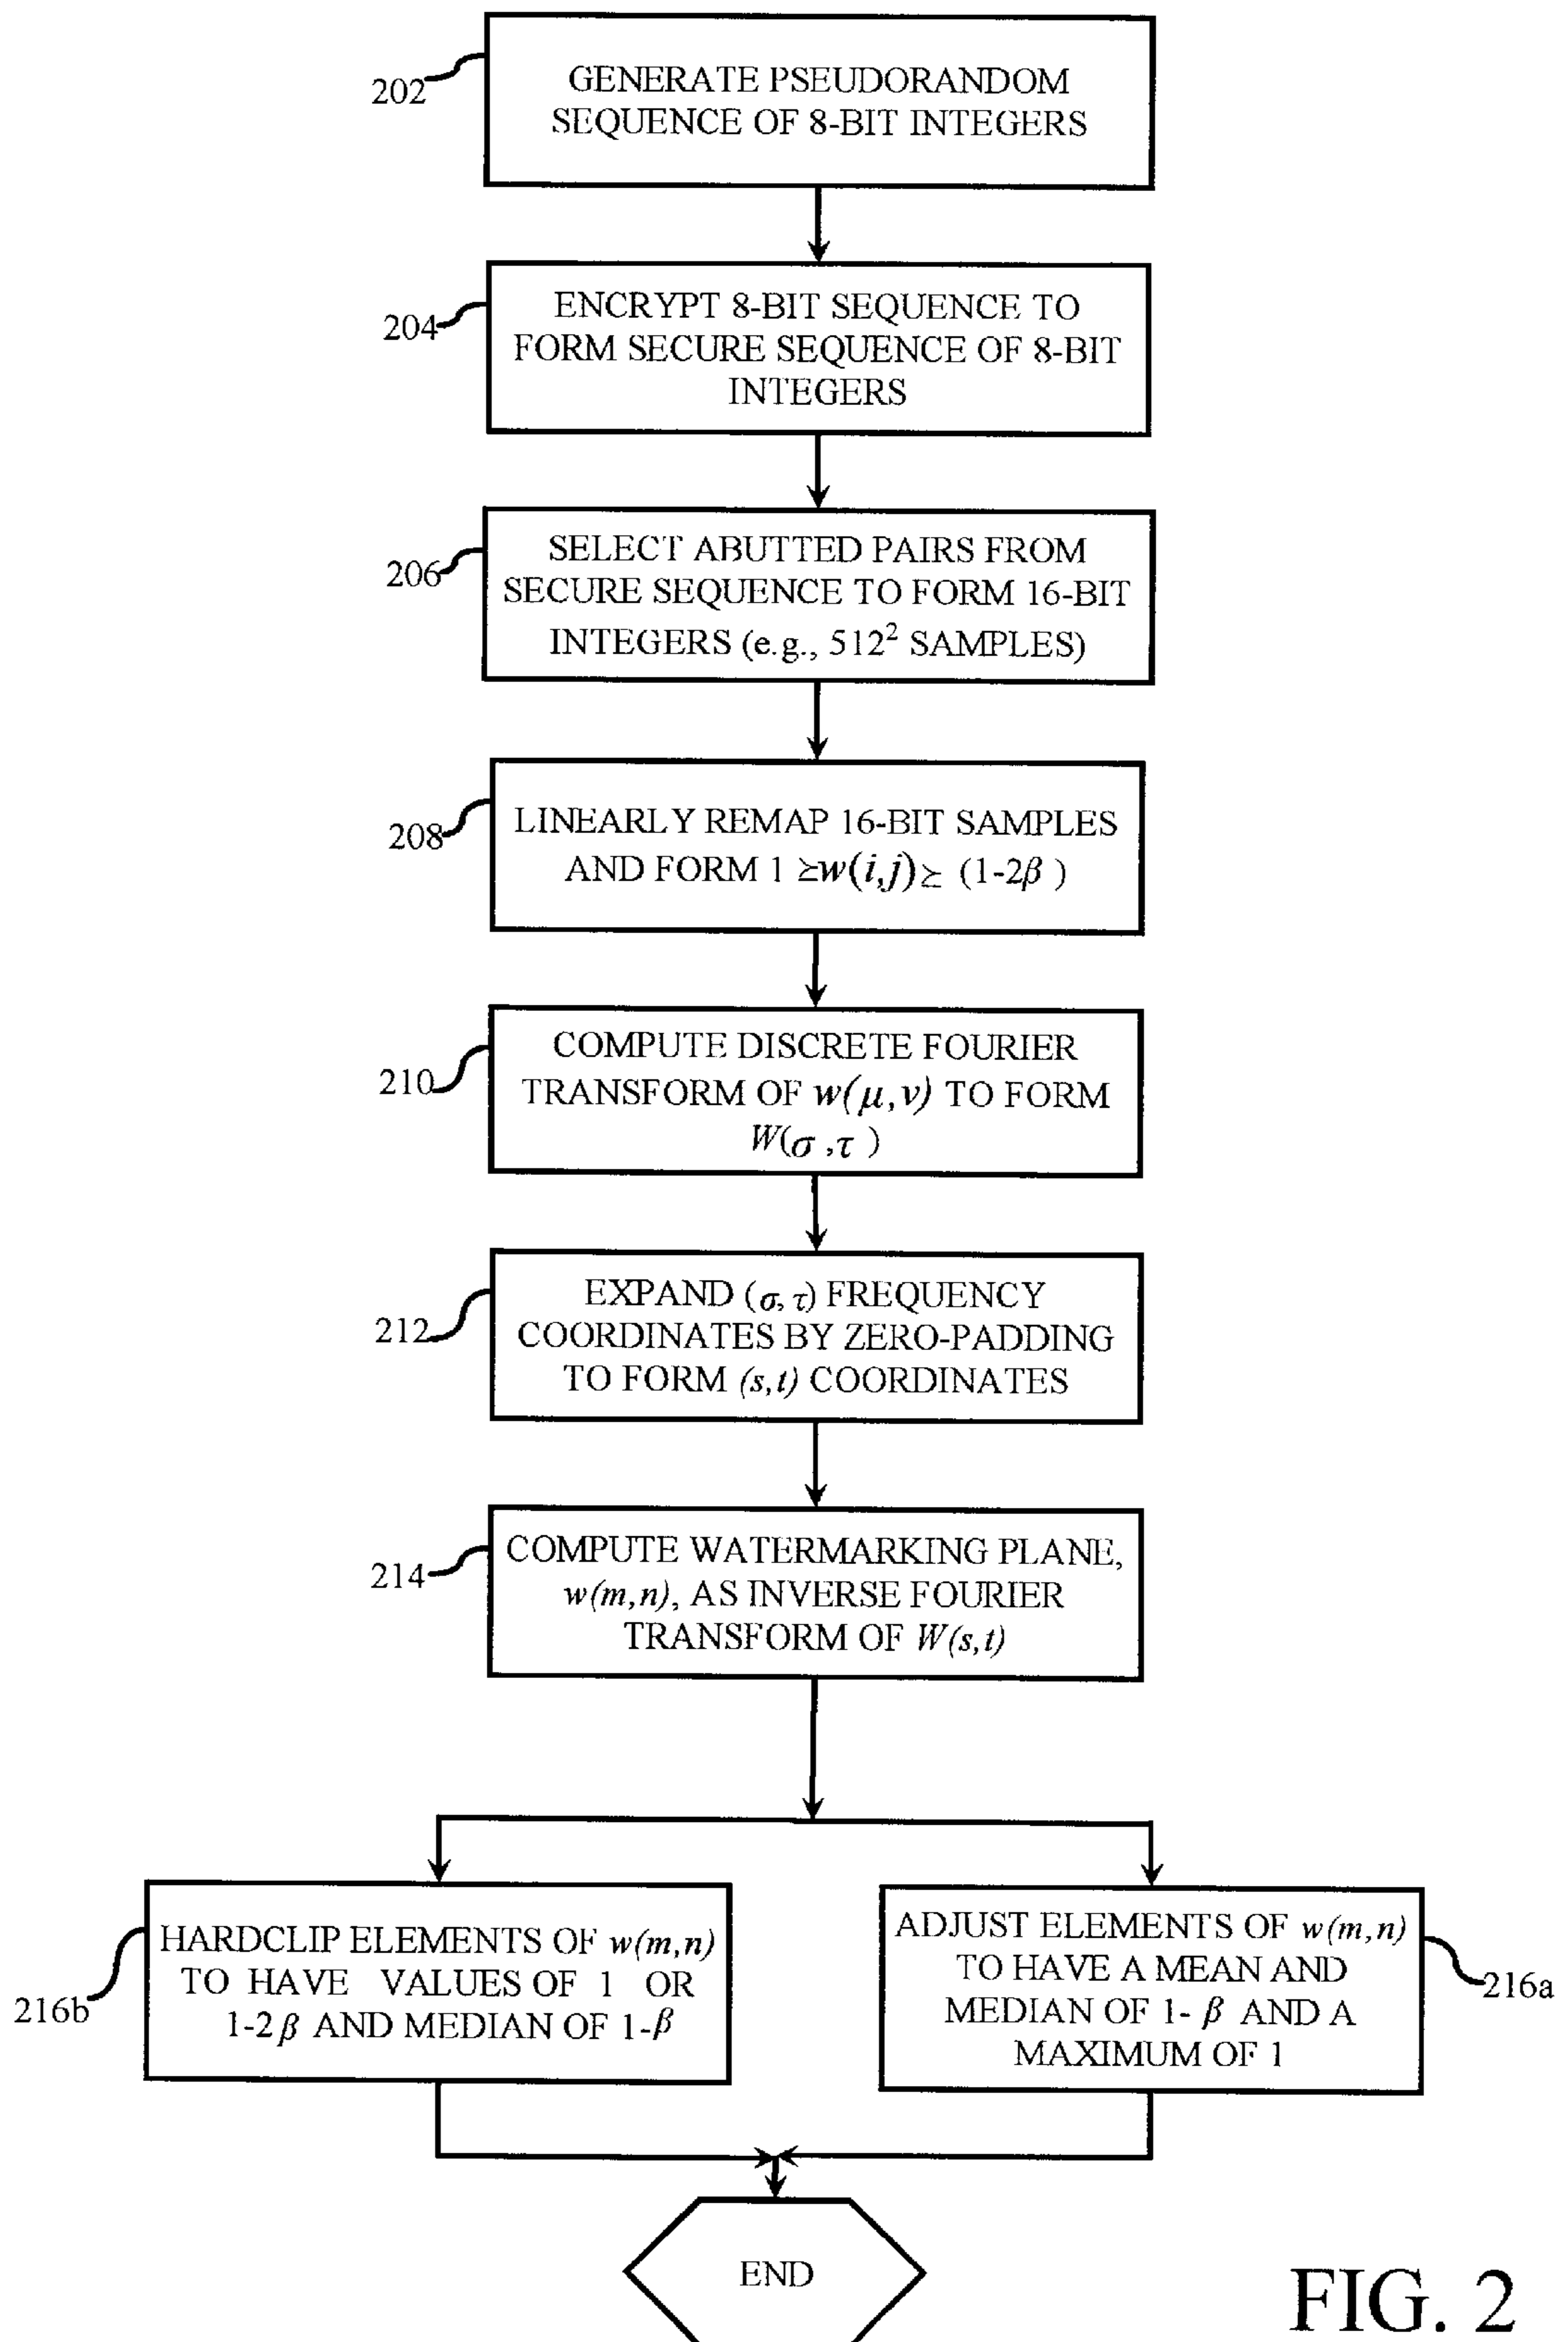 202
GENERATE PSEUDORANDOM
SEQUENCE OF 8-BIT INTEGERS
204
ENCRYPT 8-BIT SEQUENCE TO
FORM SECURE SEQUENCE OF 8-BIT
INTEGERS
206
SELECT ABUTTED PAIRS FROM
SECURE SEQUENCE TO FORM 16-BIT
INTEGERS (e.g., 512² SAMPLES)
208
LINEARLY REMAP 16-BIT SAMPLES
AND FORM 1 ≥w(i,j)≥ (1-2β )
210
COMPUTE DISCRETE FOURIER
TRANSFORM OF w(μ,ν) TO FORM
W(σ ,τ )
212
EXPAND (σ, τ) FREQUENCY
COORDINATES BY ZERO-PADDING
TO FORM (s,t) COORDINATES
214
COMPUTE WATERMARKING PLANE,
w(m,n), AS INVERSE FOURIER
TRANSFORM OF W(s,t)
216b
HARDCLIP ELEMENTS OF w(m,n)
TO HAVE VALUES OF 1 OR
1-2β AND MEDIAN OF 1-β
ADJUST ELEMENTS OF w(m,n)
TO HAVE A MEAN AND
MEDIAN OF 1- β AND A
MAXIMUM OF 1
216a
END
FIG. 2